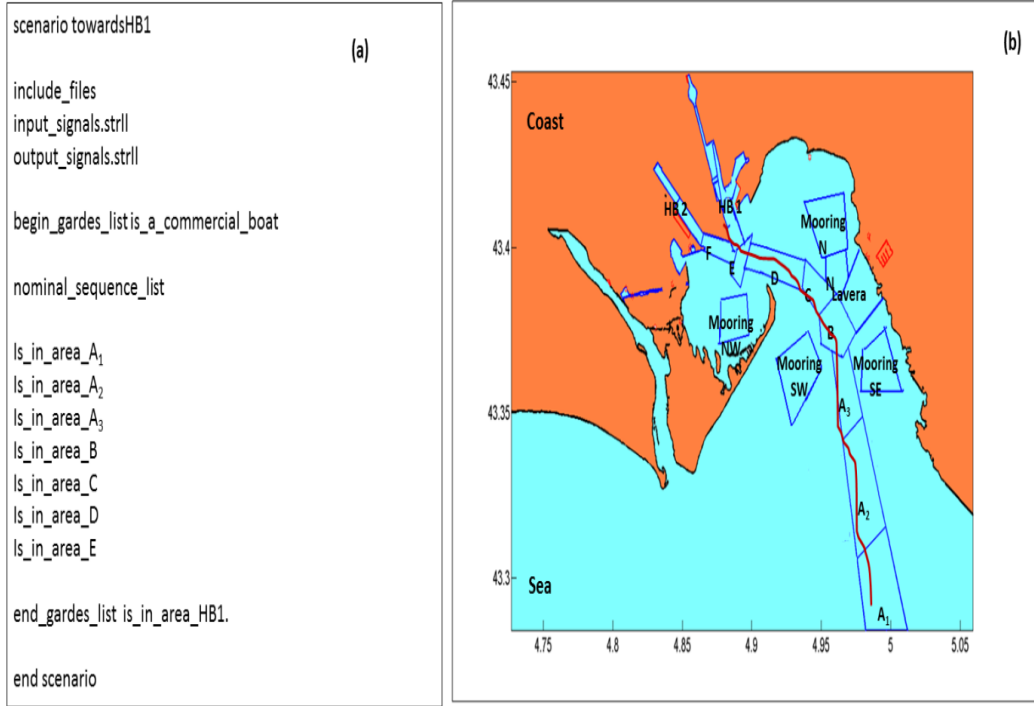 scenario towardsHB1
(a)
include_files
input_signals.strll
output_signals.strll
begin_gardes_list is_a_commercial_boat
nominal_sequence_list
Is_in_area_A₁
Is_in_area_A₂
Is_in_area_A₃
Is_in_area_B
Is_in_area_C
Is_in_area_D
Is_in_area_E
end_gardes_list is_in_area_HB1.
end scenario
(b)
43.45
43.4
43.35
43.3
Coast
HB 2
HB 1
Mooring
N
F
E
D
C
N
Lavera
B
Mooring
NW
Mooring
SW
Mooring
SE
A₃
A₂
A₁
Sea
4.75
4.8
4.85
4.9
4.95
5
5.05